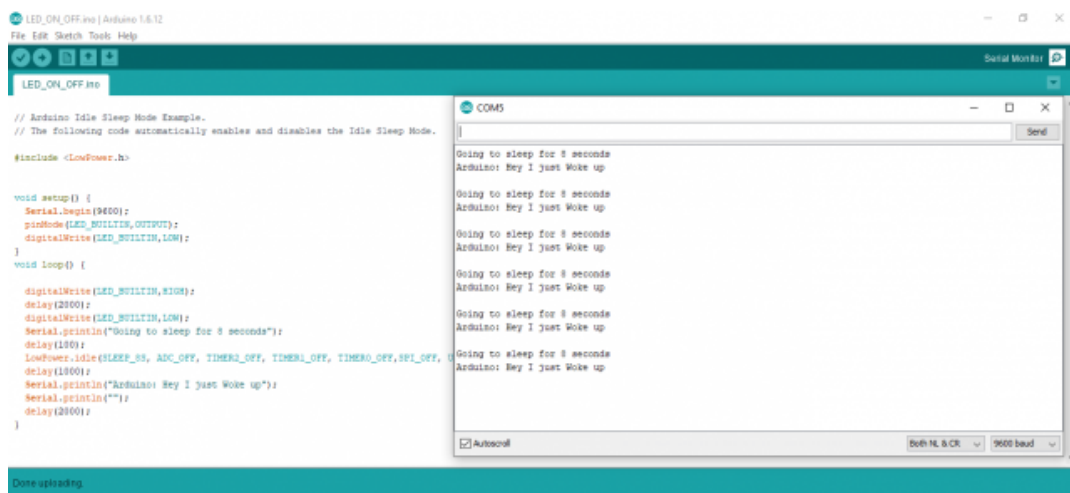 LED_ON_OFF.ino | Arduino 1.6.12
File Edit Sketch Tools Help
Serial Monitor
LED_ON_OFF.ino
// Arduino Idle Sleep Mode Example.
// The following code automatically enables and disables the Idle Sleep Mode.
#include <LowPower.h>
void setup() {
Serial.begin(9600);
pinMode(LED_BUILTIN,OUTPUT);
digitalWrite(LED_BUILTIN,LOW);
}
void loop() {
digitalWrite(LED_BUILTIN,HIGH);
delay(2000);
digitalWrite(LED_BUILTIN,LOW);
Serial.println("Going to sleep for 8 seconds");
delay(100);
LowPower.idle(SLEEP_8S, ADC_OFF, TIMER2_OFF, TIMER1_OFF, TIMER0_OFF,SPI_OFF,
delay(1000);
Serial.println("Arduino: Hey I just Woke up");
Serial.println("");
delay(2000);
}
COM5
Send
Going to sleep for 8 seconds
Arduino: Hey I just Woke up
Going to sleep for 8 seconds
Arduino: Hey I just Woke up
Going to sleep for 8 seconds
Arduino: Hey I just Woke up
Going to sleep for 8 seconds
Arduino: Hey I just Woke up
Going to sleep for 8 seconds
Arduino: Hey I just Woke up
Going to sleep for 8 seconds
Arduino: Hey I just Woke up
Autoscroll
Both NL & CR
9600 baud
Done uploading.